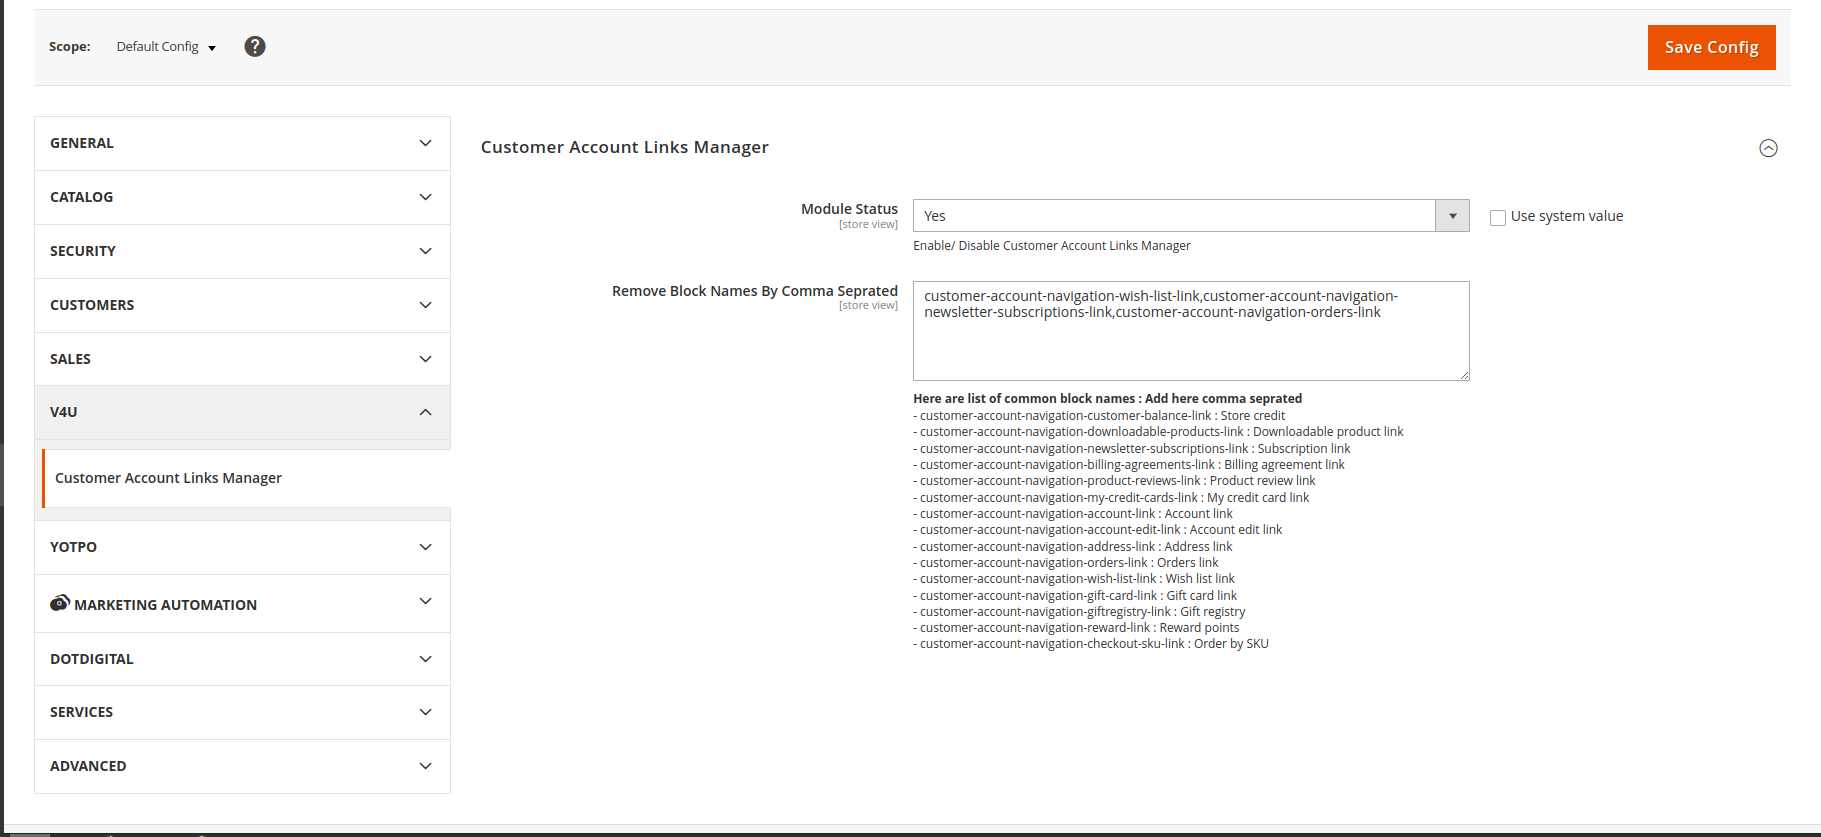 Scope: Default Config ?
Save Config
GENERAL
CATALOG
SECURITY
CUSTOMERS
SALES
V4U
Customer Account Links Manager
YOTPO
MARKETING AUTOMATION
DOTDIGITAL
SERVICES
ADVANCED
Customer Account Links Manager
Module Status
[store view]
Yes
Use system value
Enable/ Disable Customer Account Links Manager
Remove Block Names By Comma Seprated
[store view]
customer-account-navigation-wish-list-link,customer-account-navigation-
newsletter-subscriptions-link,customer-account-navigation-orders-link
Here are list of common block names : Add here comma seprated
- customer-account-navigation-customer-balance-link : Store credit
- customer-account-navigation-downloadable-products-link : Downloadable product link
- customer-account-navigation-newsletter-subscriptions-link : Subscription link
- customer-account-navigation-billing-agreements-link : Billing agreement link
- customer-account-navigation-product-reviews-link : Product review link
- customer-account-navigation-my-credit-cards-link : My credit card link
- customer-account-navigation-account-link : Account link
- customer-account-navigation-account-edit-link : Account edit link
- customer-account-navigation-address-link : Address link
- customer-account-navigation-orders-link : Orders link
- customer-account-navigation-wish-list-link : Wish list link
- customer-account-navigation-gift-card-link : Gift card link
- customer-account-navigation-giftregistry-link : Gift registry
- customer-account-navigation-reward-link : Reward points
- customer-account-navigation-checkout-sku-link : Order by SKU